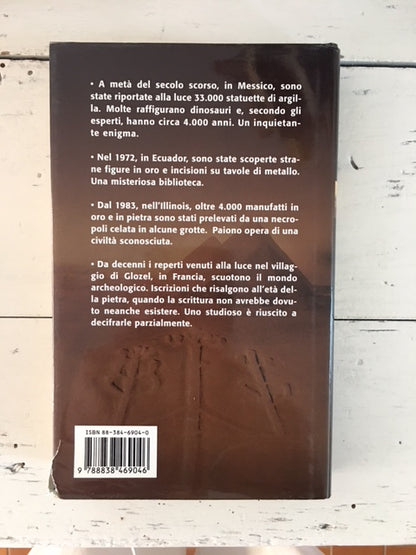 • A metà del secolo scorso, in Messico, sono
state riportate alla luce 33.000 statuette di argil-
la. Molte raffigurano dinosauri e, secondo gli
esperti, hanno circa 4.000 anni. Un inquietan-
te enigma.
• Nel 1972, in Ecuador, sono state scoperte stra-
ne figure in oro e incisioni su tavole di metallo.
Una misteriosa biblioteca.
• Dal 1983, nell'Illinois, oltre 4.000 manufatti in
oro e in pietra sono stati prelevati da una necro-
poli celata in alcune grotte. Paiono opera di una
civiltà sconosciuta.
• Da decenni i reperti venuti alla luce nel villag-
gio di Glozel, in Francia, scuotono il mondo
archeologico. Iscrizioni che risalgono all'età del-
la pietra, quando la scrittura non avrebbe dovu-
to neanche esistere. Uno studioso è riuscito a
decifrarle parzialmente.
ISBN 88-384-6904-0
9 788838 469046